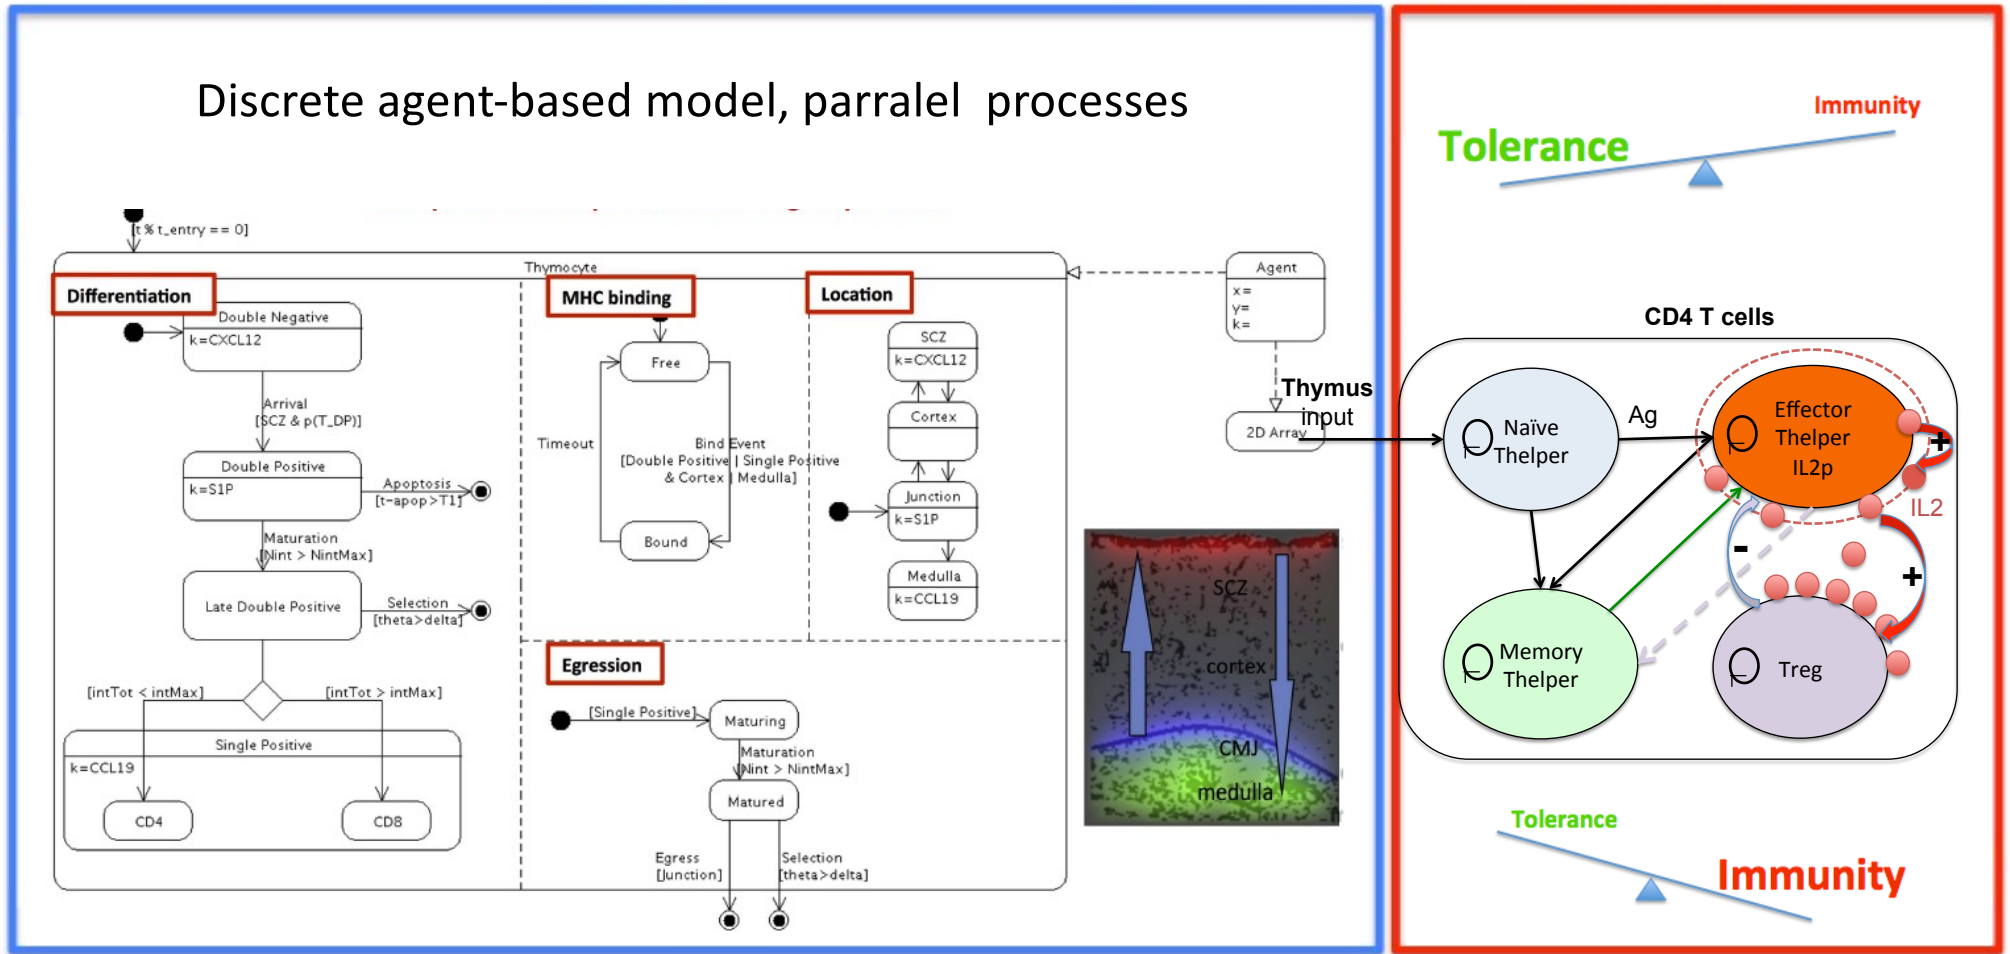 Discrete agent-based model, parralel processes
[t % t_entry == 0]
Thymocyte
Differentiation
Double Negative
k=CXCL12
Arrival
[SCZ & p(T_DP)]
Double Positive
k=S1P
Apoptosis
[t-apop>T1]
Maturation
[Nint > NintMax]
Late Double Positive
Selection
[theta>delta]
[intTot < intMax]
[intTot > intMax]
Single Positive
k=CCL19
CD4
CD8
MHC binding
Free
Timeout
Bind Event
[Double Positive | Single Positive
& Cortex | Medulla]
Bound
Location
SCZ
k=CXCL12
Cortex
Junction
k=S1P
Medulla
k=CCL19
Egression
[Single Positive]
Maturing
Maturation
[Nint > NintMax]
Matured
Egress
[Junction]
Selection
[theta>delta]
Agent
x=
y=
k=
2D Array
SCZ
cortex
CMJ
medulla
Thymus
input
Immunity
Tolerance
CD4 T cells
Naïve
Thelper
Ag
Effector
Thelper
IL2p
+
IL2
-
+
Memory
Thelper
Treg
Tolerance
Immunity